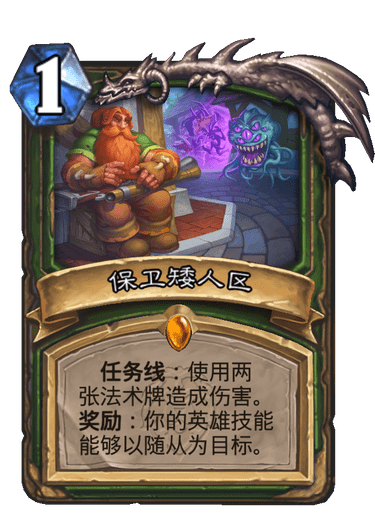 1
保卫矮人区
任务线：使用两
张法术牌造成伤害。
奖励：你的英雄技能
能够以随从为目标。